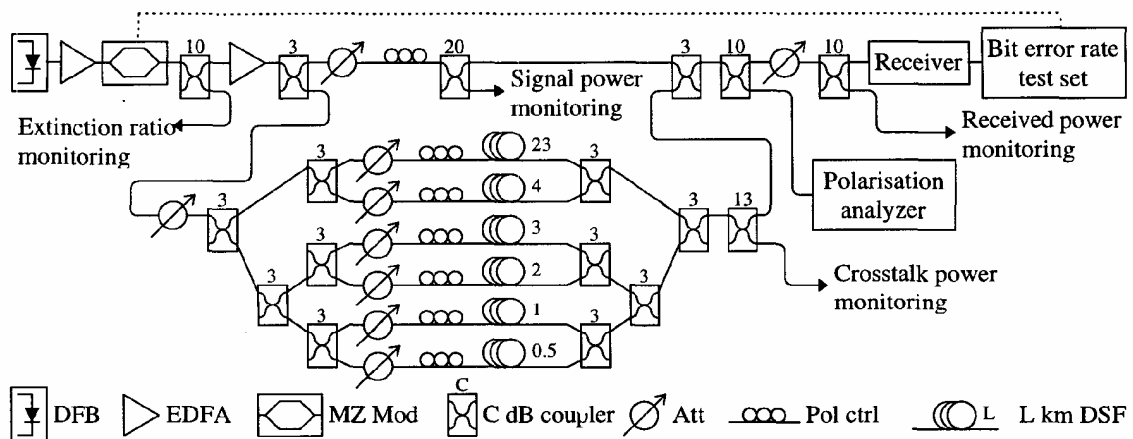 10
3
20
3
10
10
Receiver
Bit error rate
test set
Extinction ratio
monitoring
Signal power
monitoring
Received power
monitoring
3
23
3
4
Polarisation
analyzer
3
3
13
3
3
3
2
3
3
Crosstalk power
monitoring
3
1
3
0.5
DFB
EDFA
MZ Mod
C
C dB coupler
Att
Pol ctrl
L
L km DSF